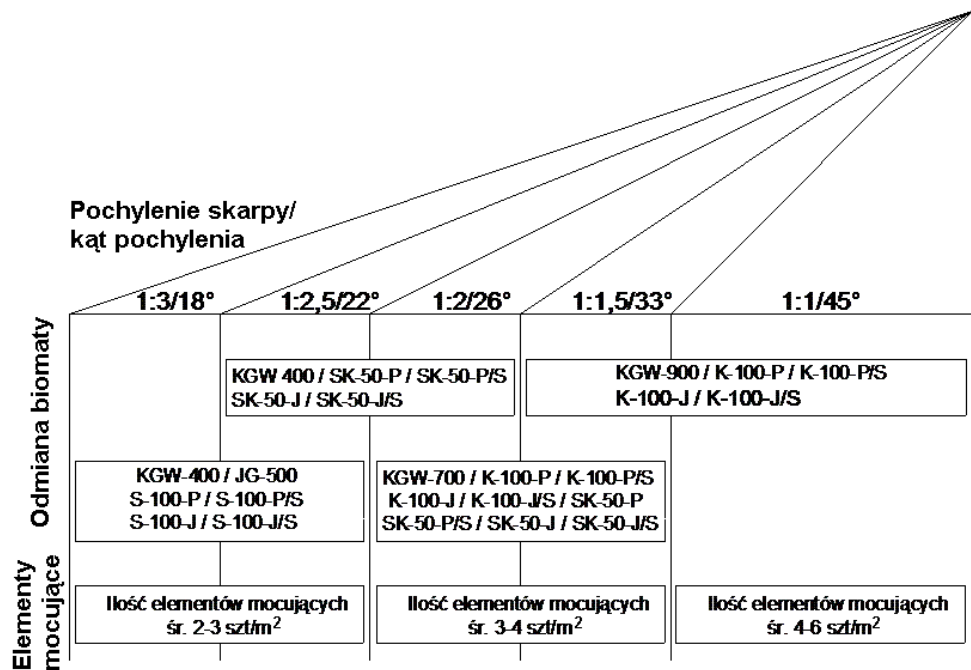 Pochylenie skarpy/
kąt pochylenia
1:3/18°
1:2,5/22°
1:2/26°
1:1,5/33°
1:1/45°
Odmiana biomaty
KGW 400 / SK-50-P / SK-50-P/S
SK-50-J / SK-50-J/S
KGW-900 / K-100-P / K-100-P/S
K-100-J / K-100-J/S
KGW-400 / JG-500
S-100-P / S-100-P/S
S-100-J / S-100-J/S
KGW-700 / K-100-P / K-100-P/S
K-100-J / K-100-J/S / SK-50-P
SK-50-P/S / SK-50-J / SK-50-J/S
Elementy
mocujące
Ilość elementów mocujących
śr. 2-3 szt/m²
Ilość elementów mocujących
śr. 3-4 szt/m²
Ilość elementów mocujących
śr. 4-6 szt/m²